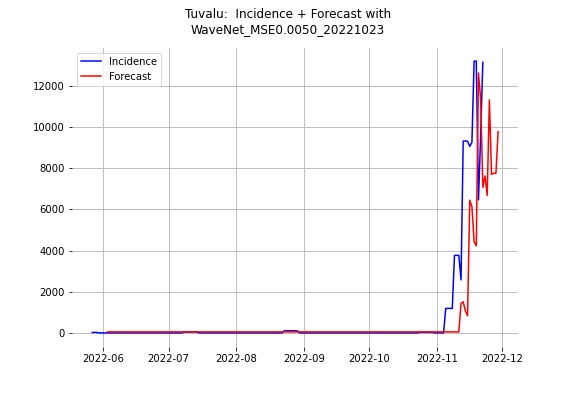 Tuvalu:  Incidence + Forecast with
WaveNet_MSE0.0050_20221023
Incidence
Forecast
12000
10000
8000
6000
4000
2000
0
2022-06 2022-07 2022-08 2022-09 2022-10 2022-11 2022-12